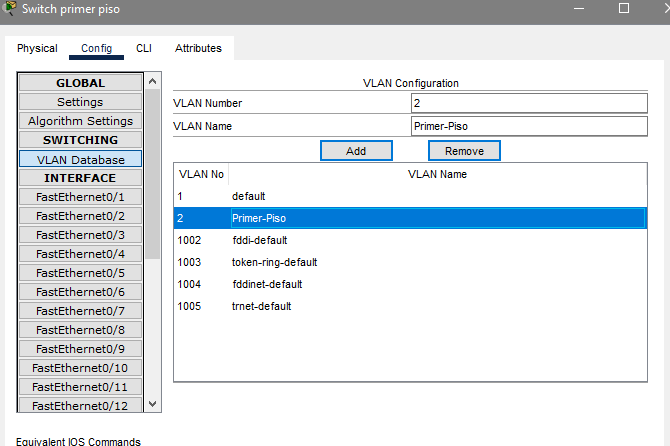 Switch primer piso
Physical Config CLI Attributes
GLOBAL
Settings
Algorithm Settings
SWITCHING
VLAN Database
INTERFACE
FastEthernet0/1
FastEthernet0/2
FastEthernet0/3
FastEthernet0/4
FastEthernet0/5
FastEthernet0/6
FastEthernet0/7
FastEthernet0/8
FastEthernet0/9
FastEthernet0/10
FastEthernet0/11
FastEthernet0/12
VLAN Configuration
VLAN Number 2
VLAN Name Primer-Piso
Add Remove
VLAN No VLAN Name
1 default
2 Primer-Piso
1002 fddi-default
1003 token-ring-default
1004 fddinet-default
1005 trnet-default
Equivalent IOS Commands